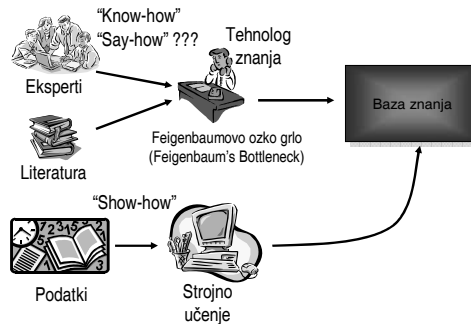 “Know-how”
“Say-how” ???
Tehnolog
znanja
Eksperti
Baza znanja
Feigenbaumovo ozko grlo
(Feigenbaum’s Bottleneck)
Literatura
“Show-how”
Podatki
Strojno
učenje